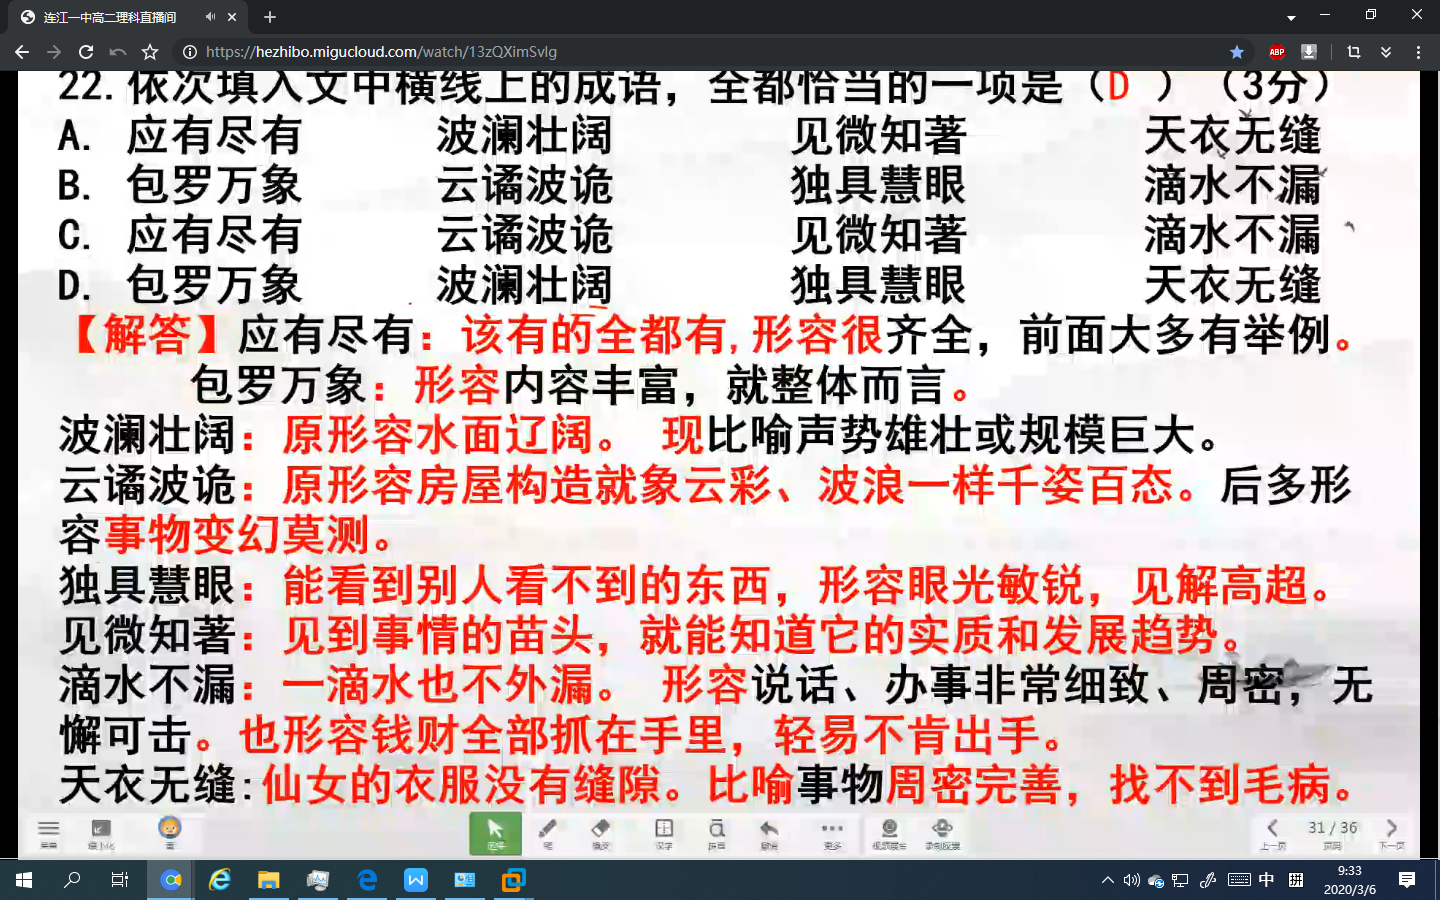 连江一中高二理科直播间
https://hezhibo.migucloud.com/watch/13zQXimSvlg
ABP
22.依次填入文中横线上的成语，全都恰当的一项是（D ）（3分）
A. 应有尽有 波澜壮阔 见微知著 天衣无缝
B. 包罗万象 云谲波诡 独具慧眼 滴水不漏
C. 应有尽有 云谲波诡 见微知著 滴水不漏
D. 包罗万象 波澜壮阔 独具慧眼 天衣无缝
【解答】应有尽有：该有的全都有,形容很齐全，前面大多有举例。
包罗万象：形容内容丰富，就整体而言。
波澜壮阔：原形容水面辽阔。 现比喻声势雄壮或规模巨大。
云谲波诡：原形容房屋构造就象云彩、波浪一样千姿百态。后多形
容事物变幻莫测。
独具慧眼：能看到别人看不到的东西，形容眼光敏锐，见解高超。
见微知著：见到事情的苗头，就能知道它的实质和发展趋势。
滴水不漏：一滴水也不外漏。 形容说话、办事非常细致、周密，无
懈可击。也形容钱财全部抓在手里，轻易不肯出手。
天衣无缝:仙女的衣服没有缝隙。比喻事物周密完善，找不到毛病。
31 / 36
更多 上一页 页码 下一页
中 拼
9:33
2020/3/6